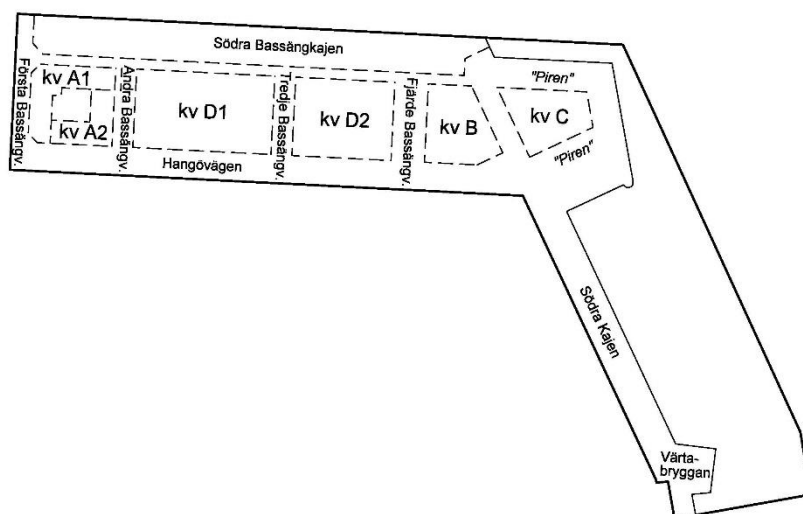 Södra Bassängkajen
"Piren"
Första Bassängv.
kv A1
kv A2
Andra Bassängv.
kv D1
Tredje Bassängv.
kv D2
Fjärde Bassängv.
kv B
kv C
"Piren"
Hangövägen
Södra Kajen
Värta-
bryggan